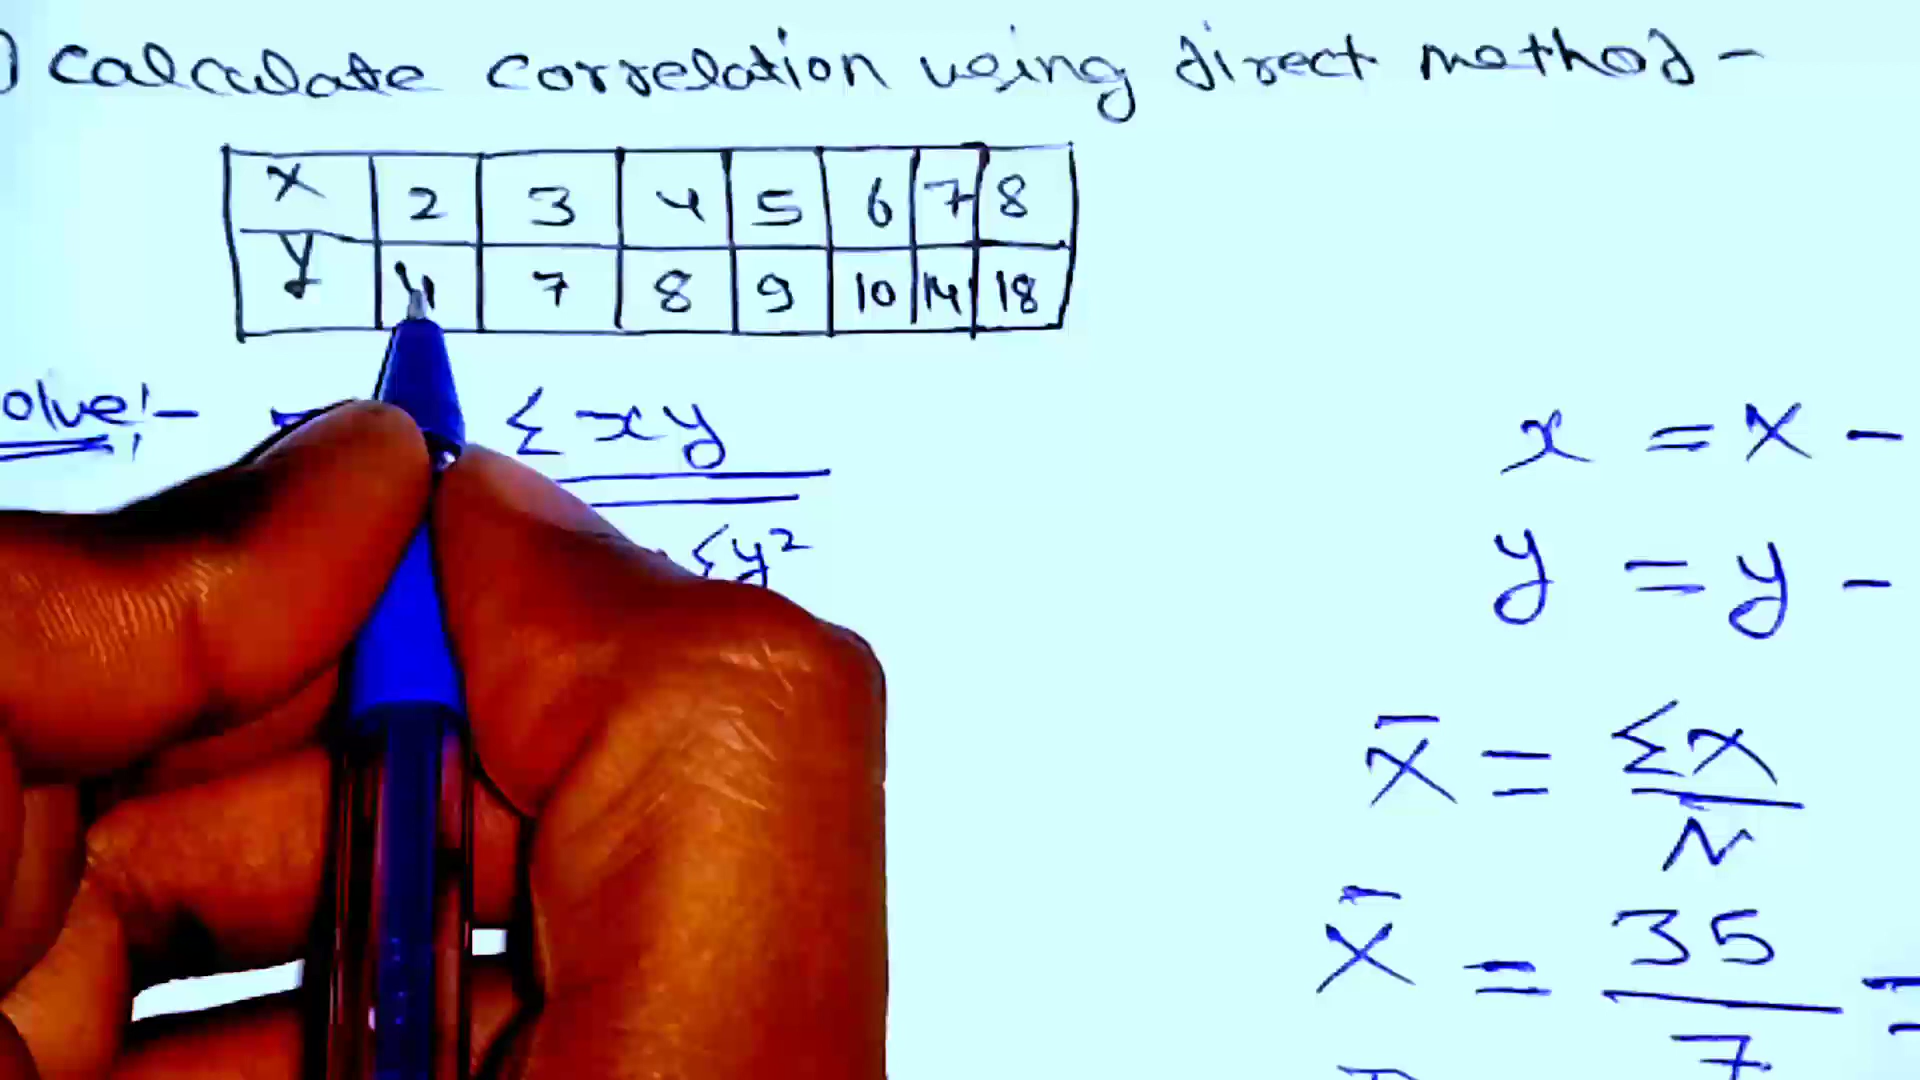 ) Calculate correlation using direct method -
X 2 3 4 5 6 7 8
y 4 7 8 9 10 14 18
olve!- Σxy
Σy²
x = X -
y = y -
X̄ = ΣX
N
X̄ = 35 =
7